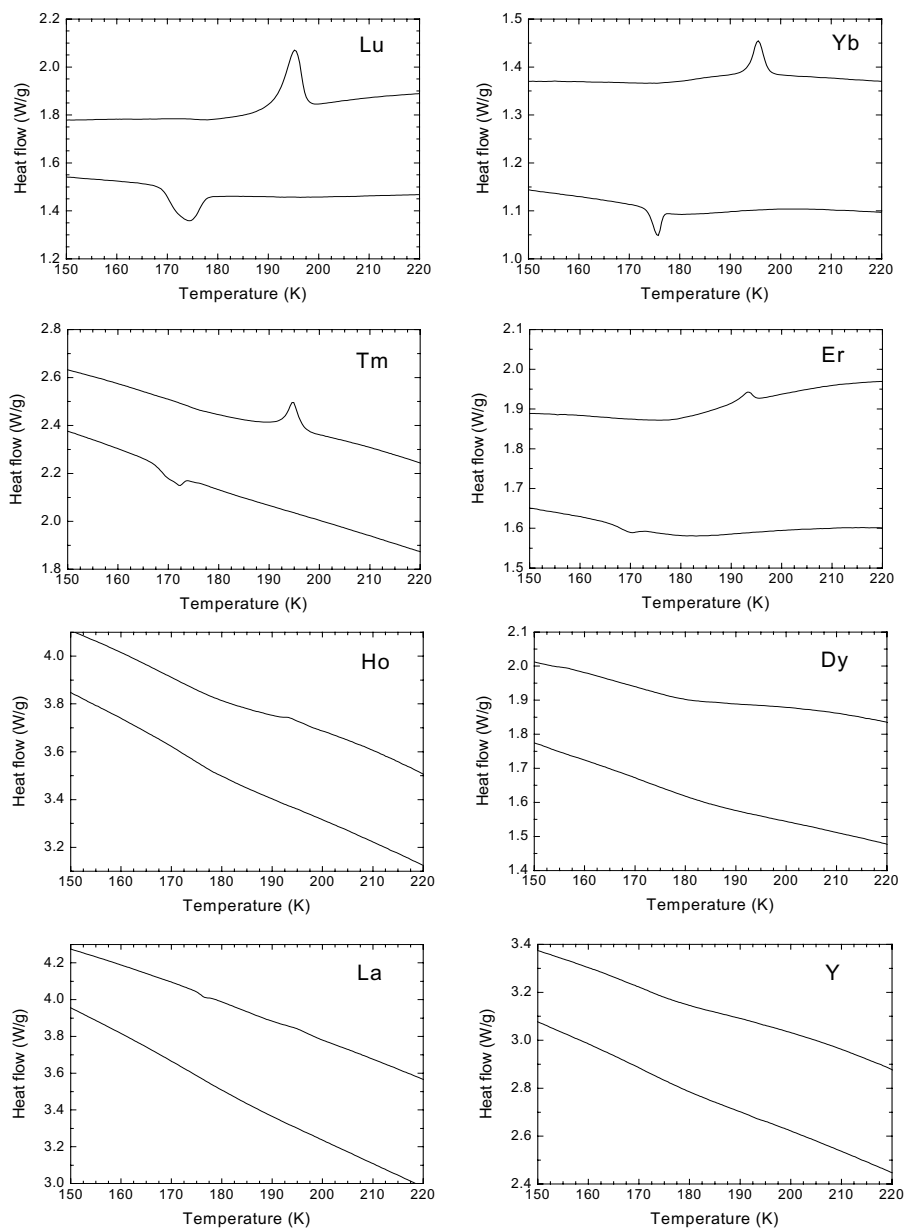 Lu
Heat flow (W/g)
2.2
2.0
1.8
1.6
1.4
1.2
150 160 170 180 190 200 210 220
Temperature (K)
Yb
Heat flow (W/g)
1.5
1.4
1.3
1.2
1.1
1.0
150 160 170 180 190 200 210 220
Temperature (K)
Tm
Heat flow (W/g)
2.8
2.6
2.4
2.2
2.0
1.8
150 160 170 180 190 200 210 220
Temperature (K)
Er
Heat flow (W/g)
2.1
2.0
1.9
1.8
1.7
1.6
1.5
150 160 170 180 190 200 210 220
Temperature (K)
Ho
Heat flow (W/g)
4.0
3.8
3.6
3.4
3.2
150 160 170 180 190 200 210 220
Temperature (K)
Dy
Heat flow (W/g)
2.1
2.0
1.9
1.8
1.7
1.6
1.5
1.4
150 160 170 180 190 200 210 220
Temperature (K)
La
Heat flow (W/g)
4.2
4.0
3.8
3.6
3.4
3.2
3.0
150 160 170 180 190 200 210 220
Temperature (K)
Y
Heat flow (W/g)
3.4
3.2
3.0
2.8
2.6
2.4
150 160 170 180 190 200 210 220
Temperature (K)